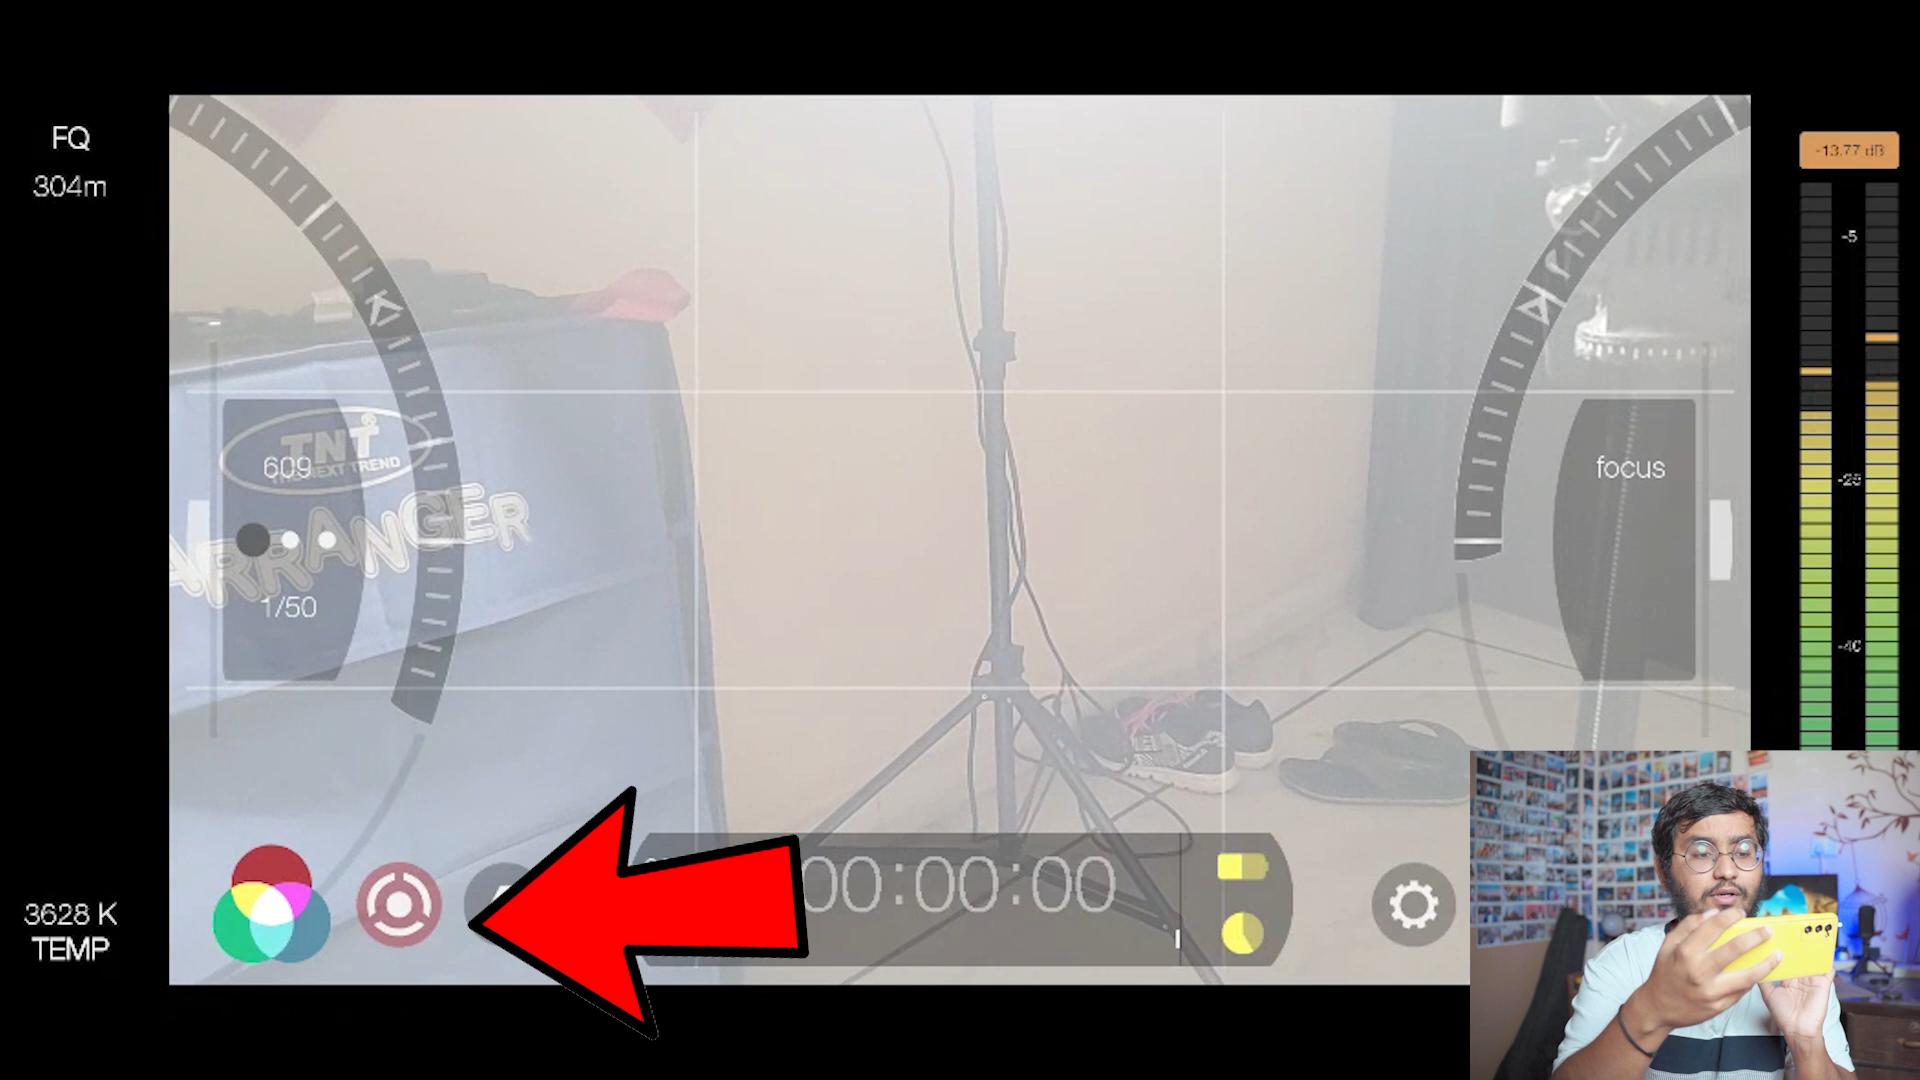 FQ
304m
-13.77 dB
-5
TNT
THE NEXT TREND
609
focus
-25
ARRANGER
1/50
-40
00:00:00
3628 K
TEMP